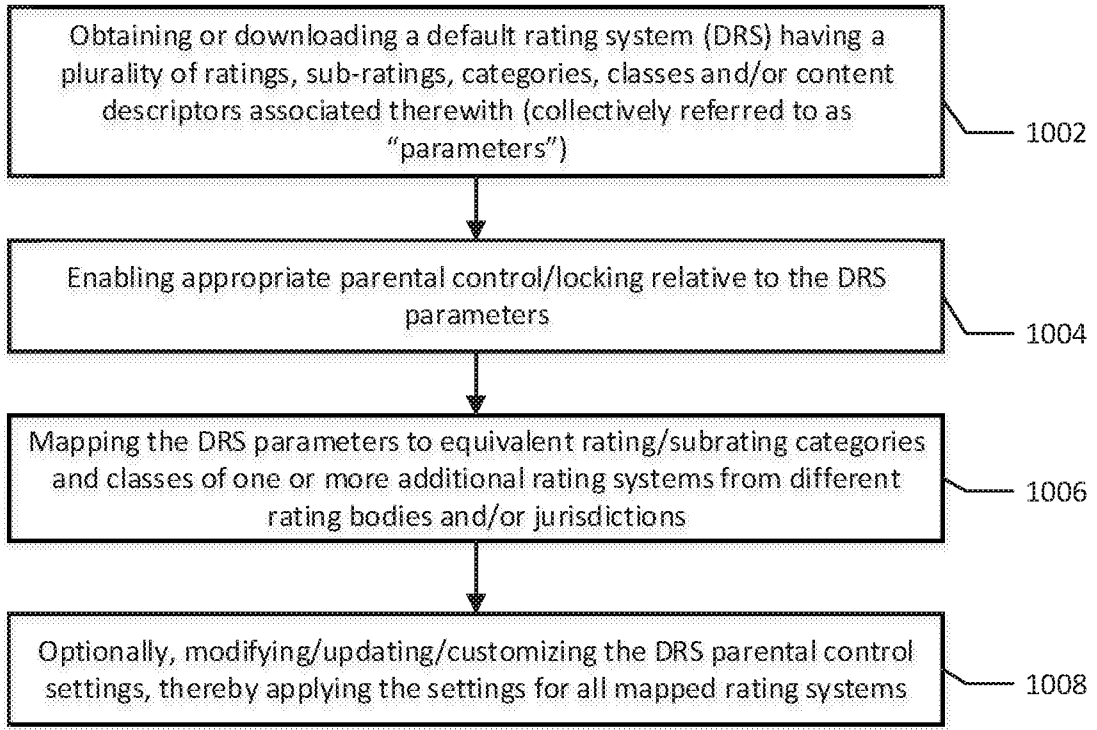 Obtaining or downloading a default rating system (DRS) having a
plurality of ratings, sub-ratings, categories, classes and/or content
descriptors associated therewith (collectively referred to as
“parameters”)
1002
Enabling appropriate parental control/locking relative to the DRS
parameters
1004
Mapping the DRS parameters to equivalent rating/subrating categories
and classes of one or more additional rating systems from different
rating bodies and/or jurisdictions
1006
Optionally, modifying/updating/customizing the DRS parental control
settings, thereby applying the settings for all mapped rating systems
1008